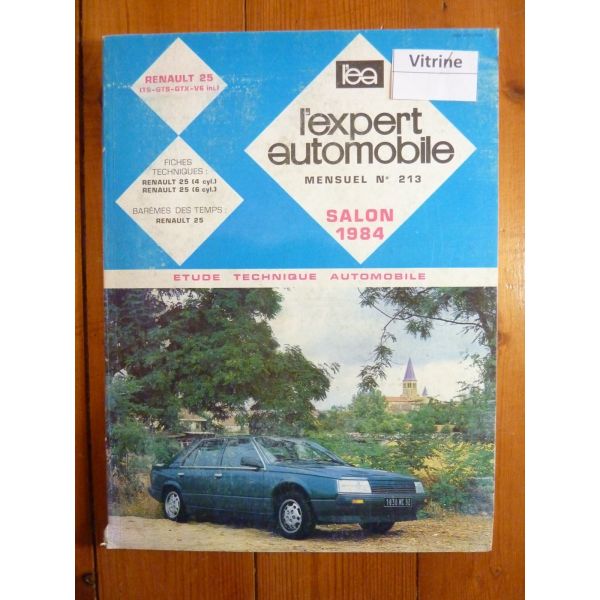 RENAULT 25
(TS-GTS-GTX-V6 inj.)
FICHES
TECHNIQUES :
RENAULT 25 (4 cyl.)
RENAULT 25 (6 cyl.)
BARÈMES DES TEMPS :
RENAULT 25
l'ea
Vitrine
l'expert
automobile
MENSUEL N° 213
SALON
1984
ETUDE TECHNIQUE AUTOMOBILE